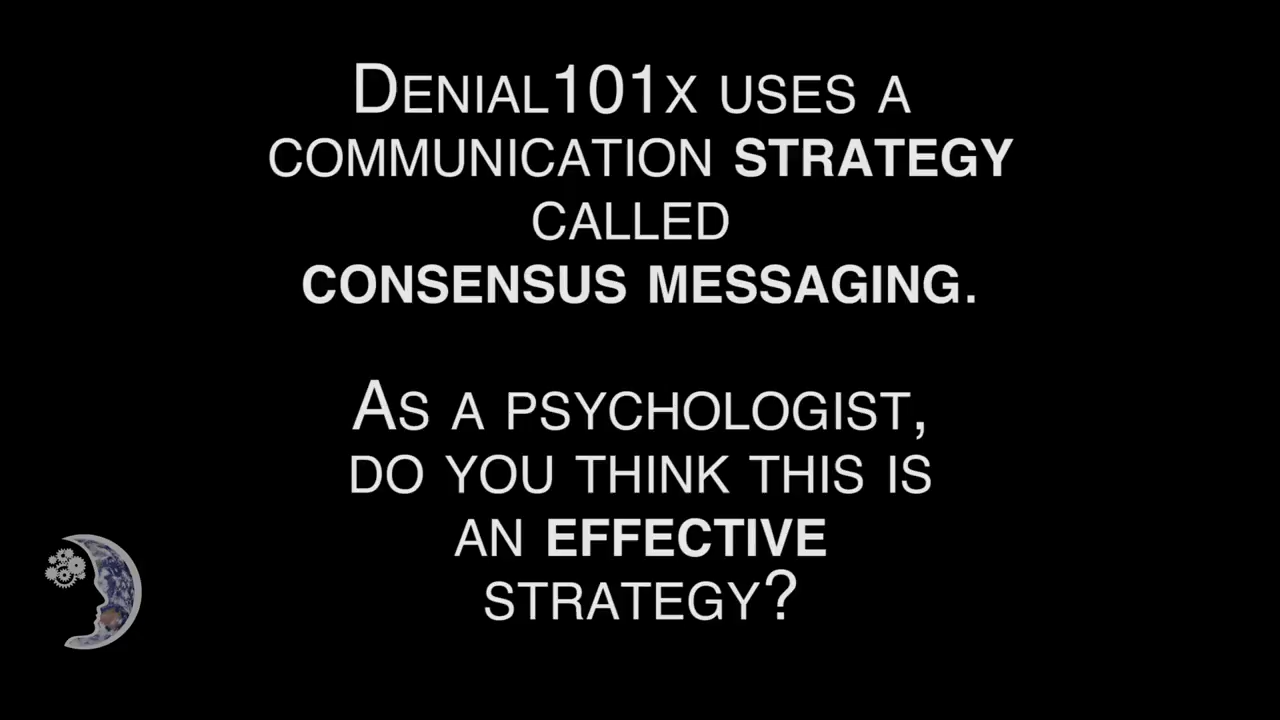 DENIAL101X USES A
COMMUNICATION STRATEGY
CALLED
CONSENSUS MESSAGING.
AS A PSYCHOLOGIST,
DO YOU THINK THIS IS
AN EFFECTIVE
STRATEGY?